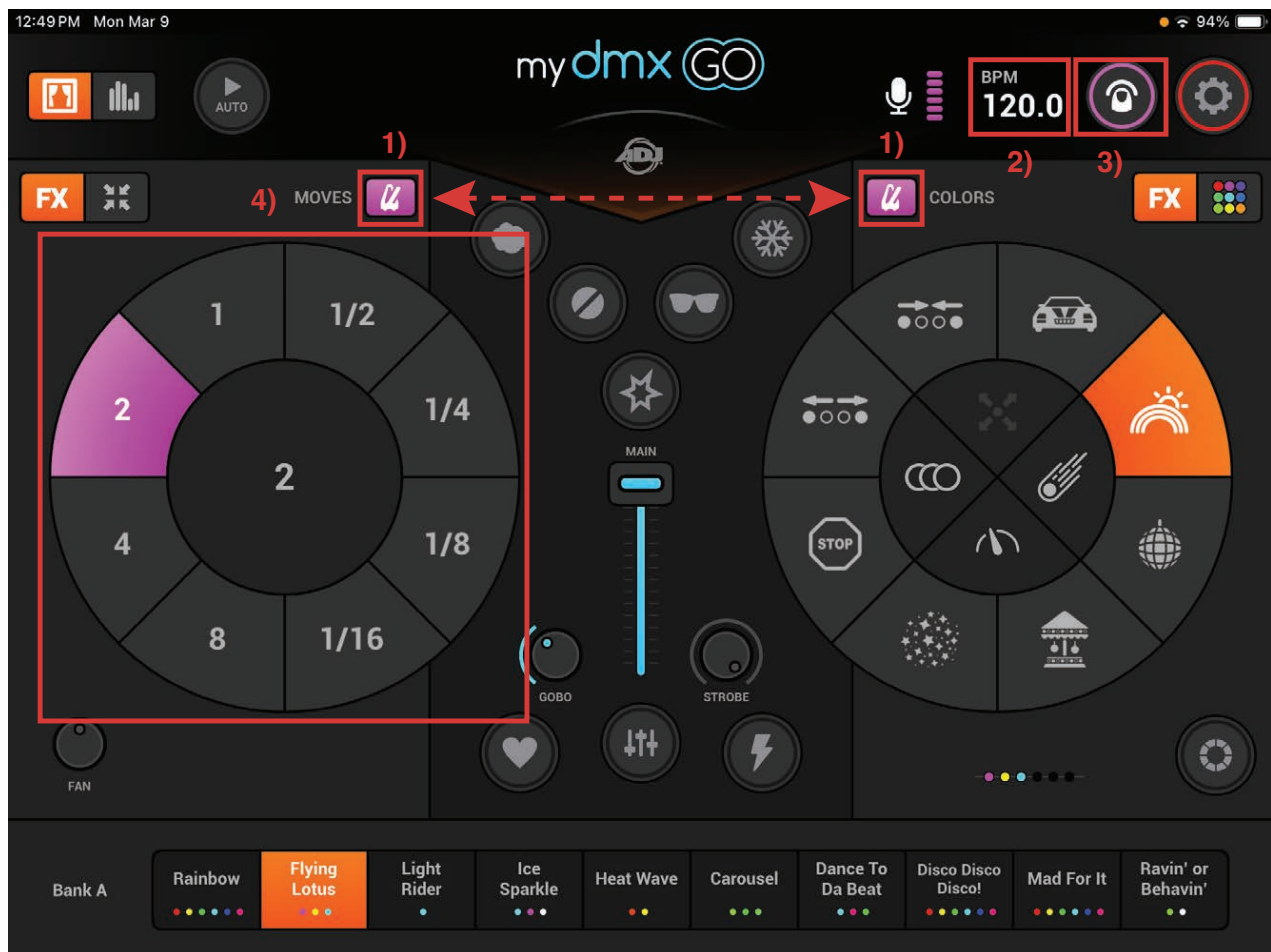 12:49 PM Mon Mar 9
94%
my dmx GO
AUTO
BPM
120.0
1)
1)
2)
3)
ADJ
FX
4)
MOVES
COLORS
FX
1
1/2
2
1/4
2
4
1/8
8
1/16
MAIN
STOP
GOBO
STROBE
FAN
Bank A
Rainbow
Flying
Lotus
Light
Rider
Ice
Sparkle
Heat Wave
Carousel
Dance To
Da Beat
Disco Disco
Disco!
Mad For It
Ravin' or
Behavin'